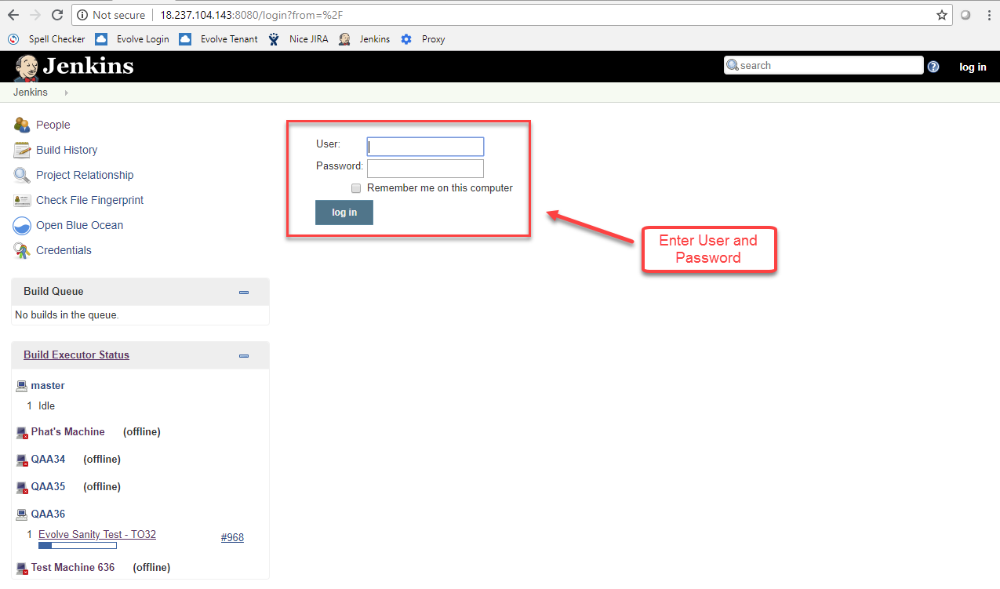 Not secure | 18.237.104.143:8080/login?from=%2F
Spell Checker Evolve Login Evolve Tenant Nice JIRA Jenkins Proxy
Jenkins search ? log in
Jenkins
People
Build History
Project Relationship
Check File Fingerprint
Open Blue Ocean
Credentials
User:
Password:
Remember me on this computer
log in
Enter User and
Password
Build Queue
No builds in the queue.
Build Executor Status
master
1 Idle
Phat's Machine (offline)
QAA34 (offline)
QAA35 (offline)
QAA36
1 Evolve Sanity Test - TO32 #968
Test Machine 636 (offline)